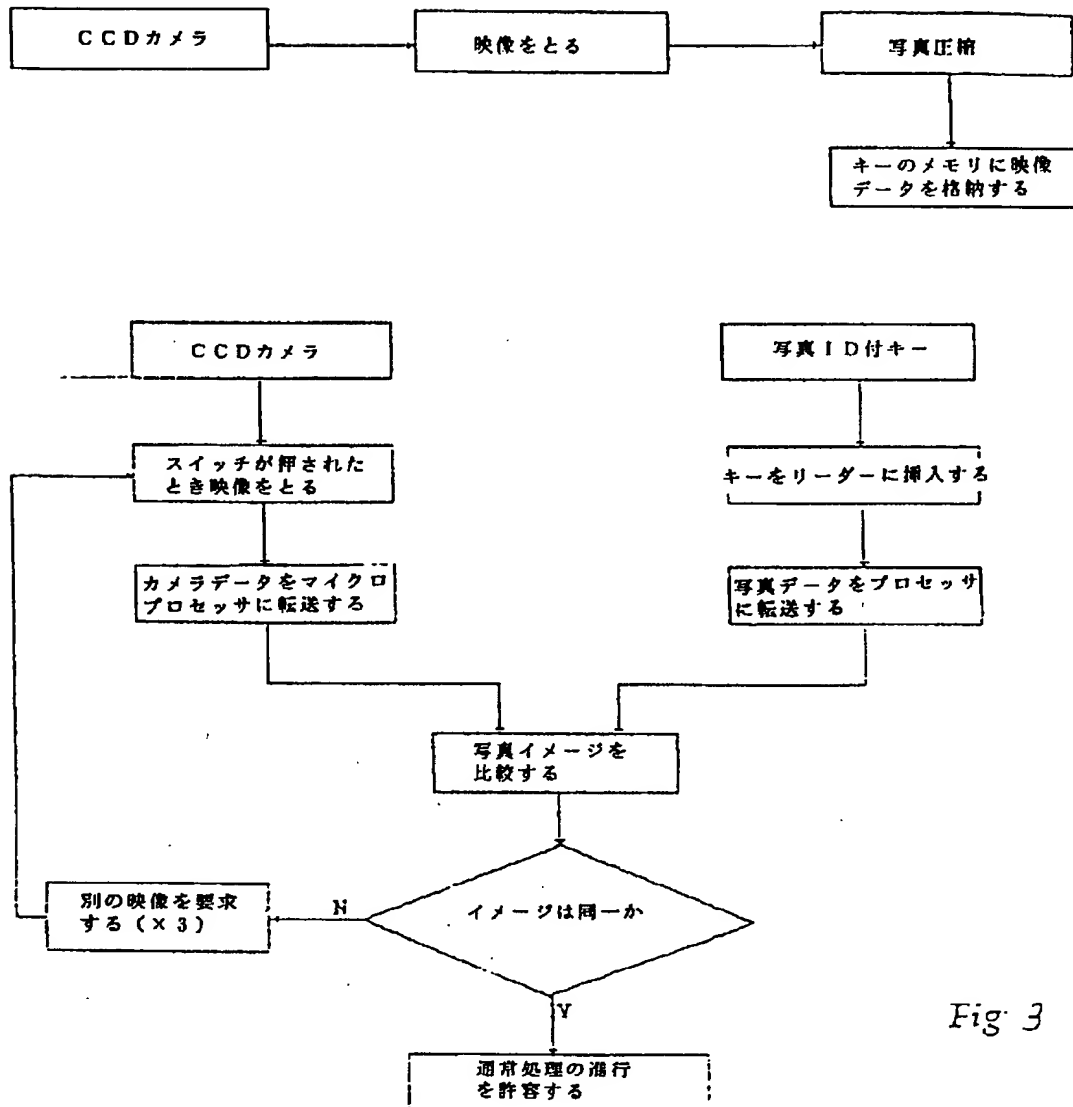 CCDカメラ
映像をとる
写真圧縮
キーのメモリに映像
データを格納する
CCDカメラ
写真ID付キー
スイッチが押された
とき映像をとる
キーをリーダーに挿入する
カメラデータをマイクロ
プロセッサに転送する
写真データをプロセッサ
に転送する
写真イメージを
比較する
別の映像を要求
する(×3)
N
イメージは同一か
Y
通常処理の進行
を許容する
Fig 3